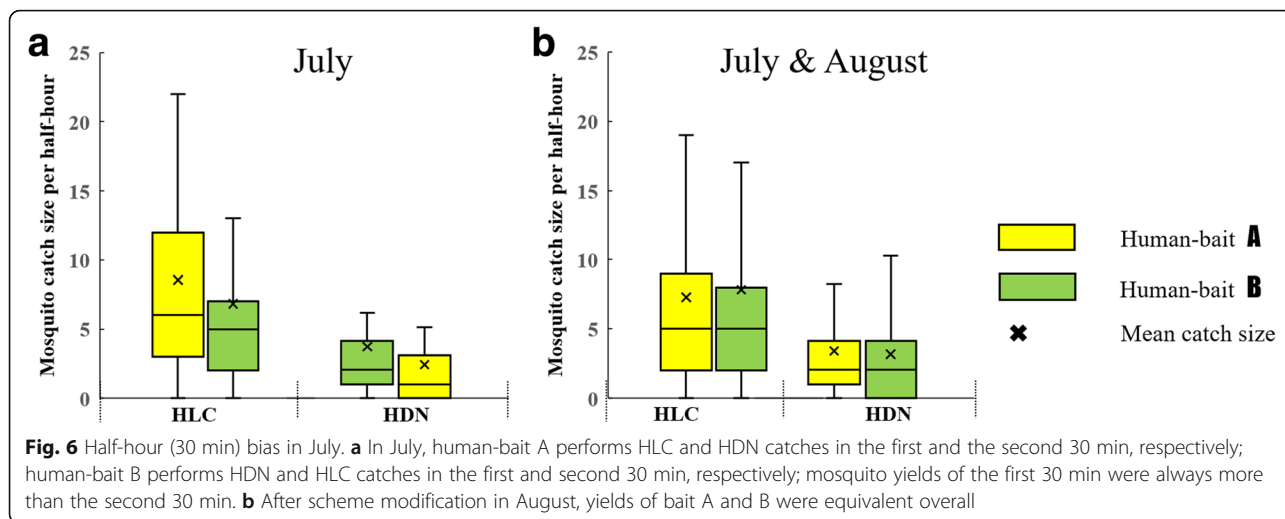 a
July
Mosquito catch size per half-hour
25
20
15
10
5
0
HLC
HDN
b
July & August
Mosquito catch size per half-hour
25
20
15
10
5
0
HLC
HDN
Human-bait A
Human-bait B
Mean catch size
Fig. 6 Half-hour (30 min) bias in July. a In July, human-bait A performs HLC and HDN catches in the first and the second 30 min, respectively;
human-bait B performs HDN and HLC catches in the first and second 30 min, respectively; mosquito yields of the first 30 min were always more
than the second 30 min. b After scheme modification in August, yields of bait A and B were equivalent overall